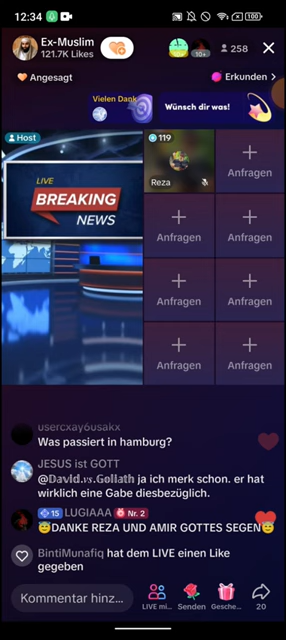 12:34
100
Ex-Muslim
121.7K Likes
10+
258
Angesagt
Erkunden
Vielen Dank
Wünsch dir was!
Host
119
LIVE
BREAKING
NEWS
Reza
Anfragen
Anfragen
Anfragen
Anfragen
Anfragen
Anfragen
Anfragen
usercxay6usakx
Was passiert in hamburg?
JESUS ist GOTT
@David.vs.Goliath ja ich merk schon. er hat
wirklich eine Gabe diesbezüglich.
15 LUGIAAA Nr. 2
😇DANKE REZA UND AMIR GOTTES SEGEN😇
BintiMunafiq hat dem LIVE einen Like
gegeben
Kommentar hinz...
LIVE mi...
Senden
Gesche...
20